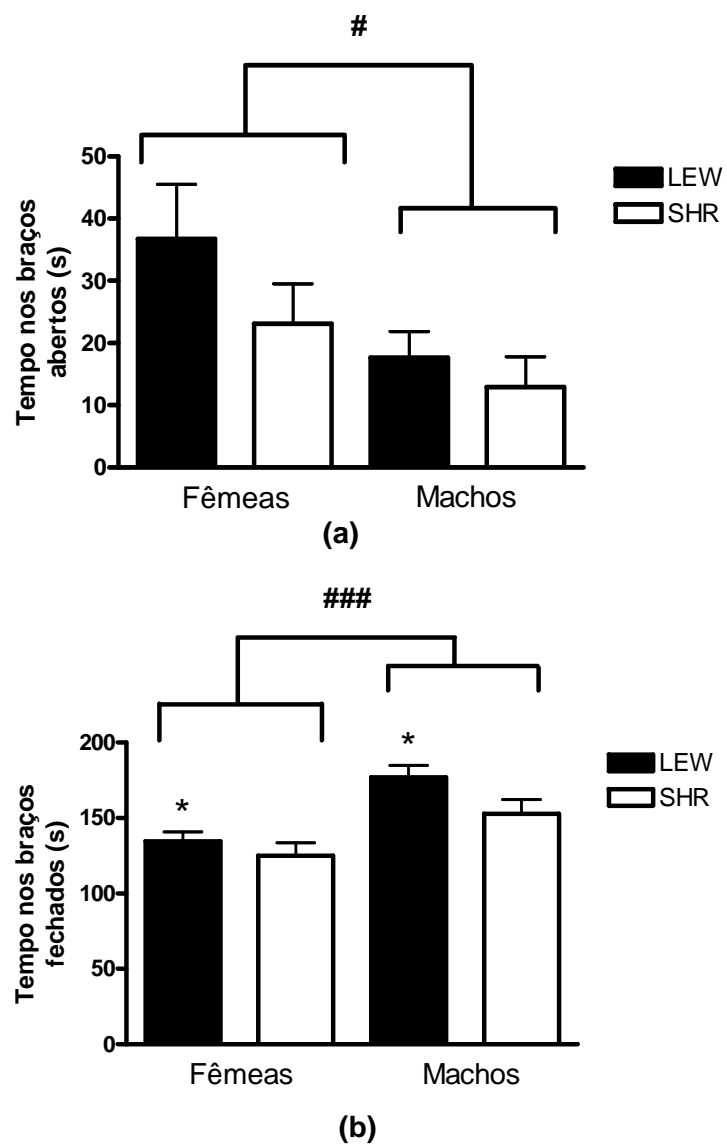 #
50
40
30
20
10
0
Tempo nos braços
abertos (s)
LEW
SHR
Fêmeas Machos
(a)
###
200
150
100
50
0
Tempo nos braços
fechados (s)
*
*
LEW
SHR
Fêmeas Machos
(b)